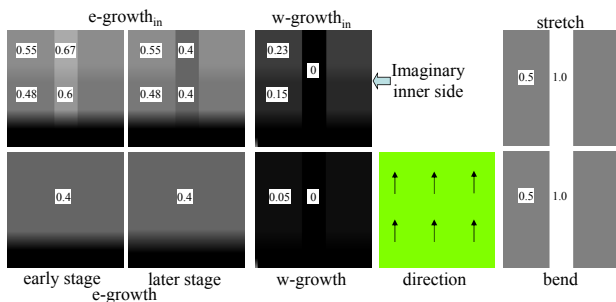 e-growthin w-growthin stretch
0.55 0.67 0.55 0.4 0.23
0
0.5 1.0
Imaginary
inner side
0.48 0.6 0.48 0.4 0.15
0.4 0.4 0.05 0 0.5 1.0
early stage later stage w-growth direction bend
e-growth